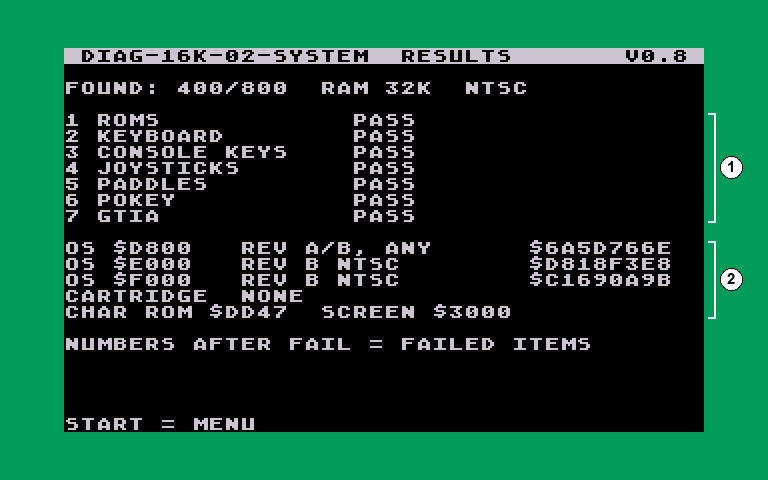 DIAG-16K-02-SYSTEM RESULTS V0.8
FOUND: 400/800 RAM 32K NTSC
1 ROMS PASS
2 KEYBOARD PASS
3 CONSOLE KEYS PASS
4 JOYSTICKS PASS
5 PADDLES PASS
6 POKEY PASS
7 GTIA PASS
1
OS $D800 REV A/B, ANY $6A5D766E
OS $E000 REV B NTSC $D818F3E8
OS $F000 REV B NTSC $C1690A9B
CARTRIDGE NONE
CHAR ROM $DD47 SCREEN $3000
2
NUMBERS AFTER FAIL = FAILED ITEMS
START = MENU